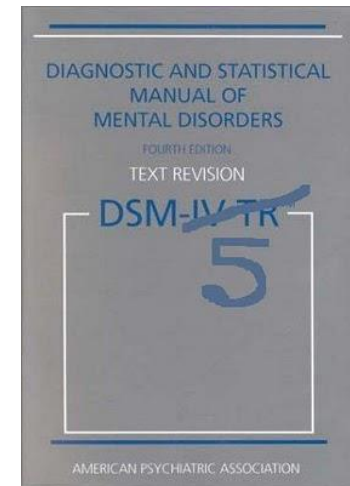 DIAGNOSTIC AND STATISTICAL
MANUAL OF
MENTAL DISORDERS
FOURTH EDITION
TEXT REVISION
DSM-IV-TR
5
AMERICAN PSYCHIATRIC ASSOCIATION